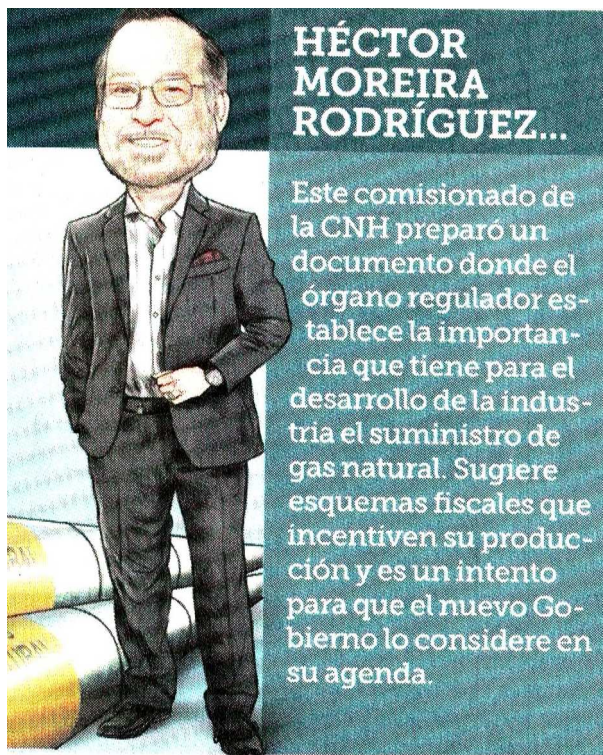 HÉCTOR
MOREIRA
RODRÍGUEZ...
Este comisionado de
la CNH preparó un
documento donde el
órgano regulador es-
tablece la importan-
cia que tiene para el
desarrollo de la indus-
tria el suministro de
gas natural. Sugiere
esquemas fiscales que
incentiven su produc-
ción y es un intento
para que el nuevo Go-
bierno lo considere en
su agenda.